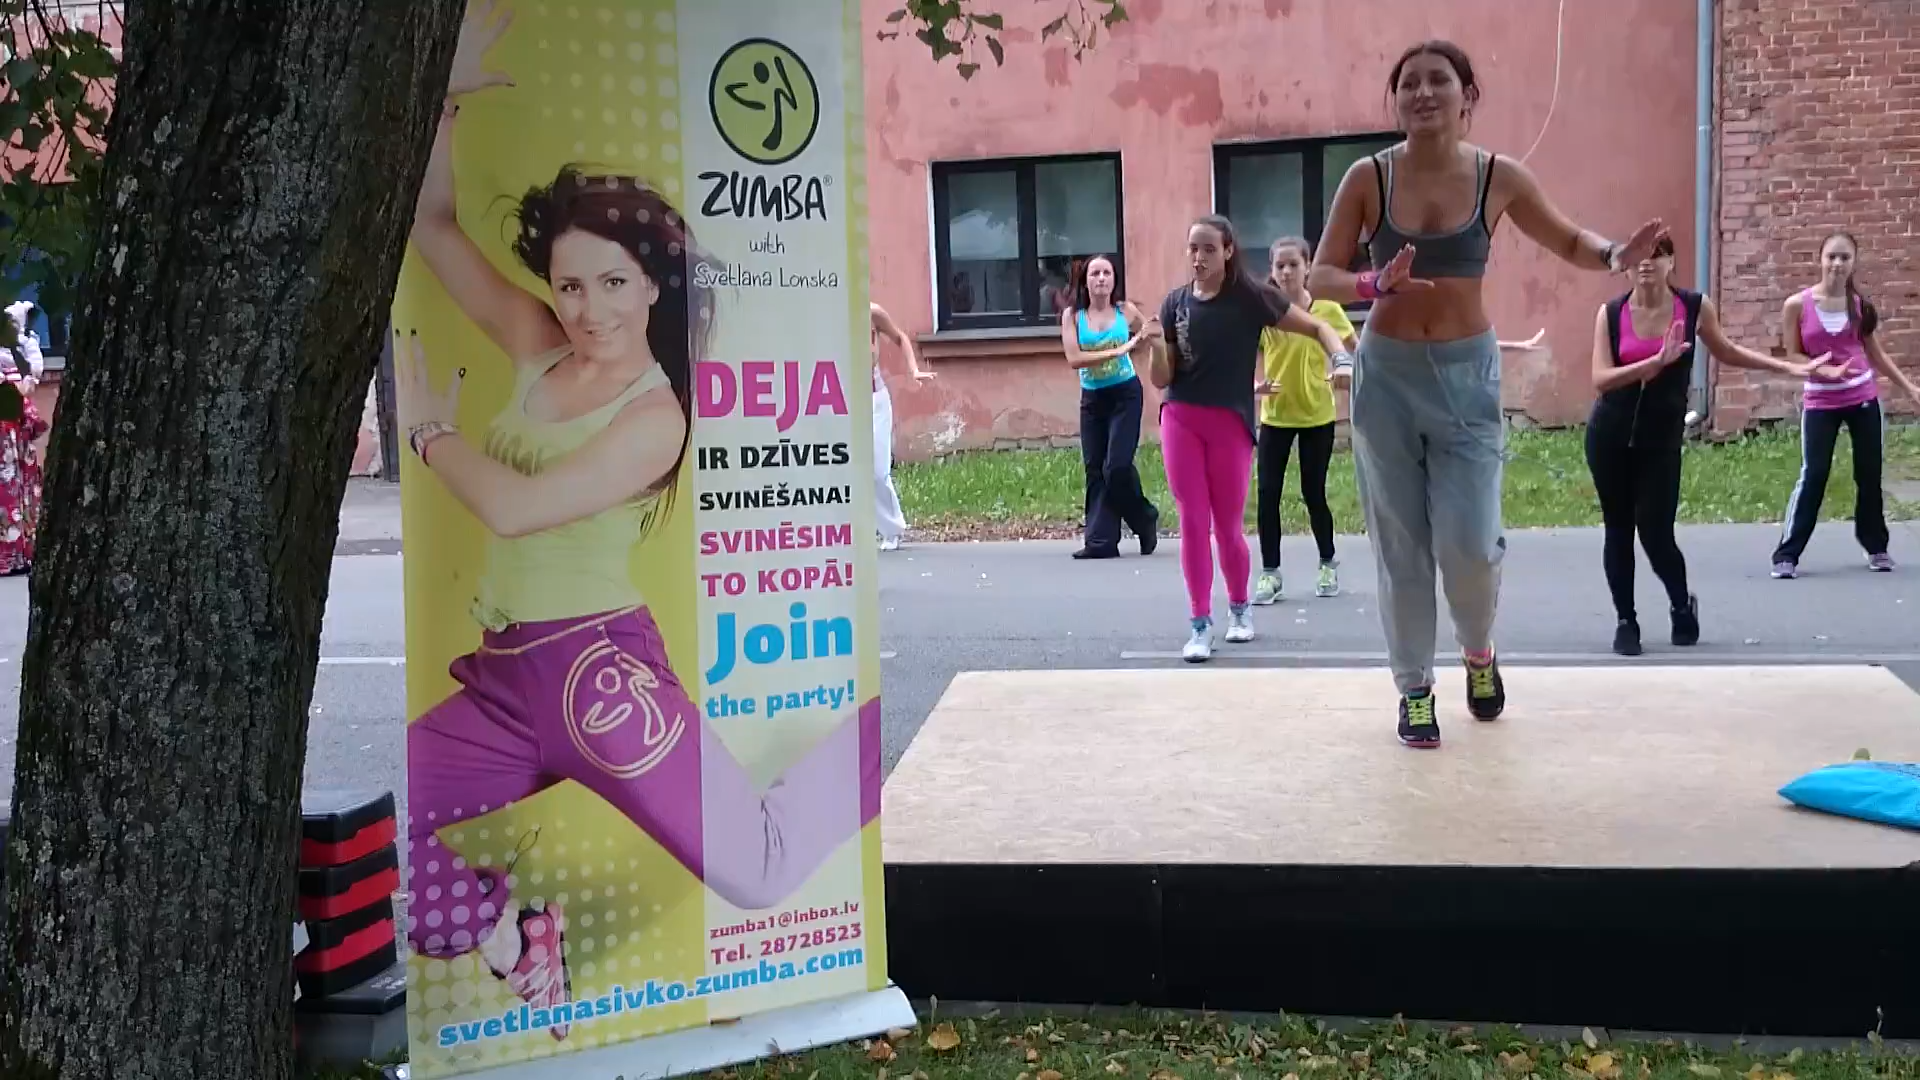 ZUMBA®
with
Svetlana Lonska
DEJA
IR DZĪVES
SVINĒŠANA!
SVINĒSIM
TO KOPĀ!
Join
the party!
zumba1@inbox.lv
Tel. 28728523
svetlanasivko.zumba.com